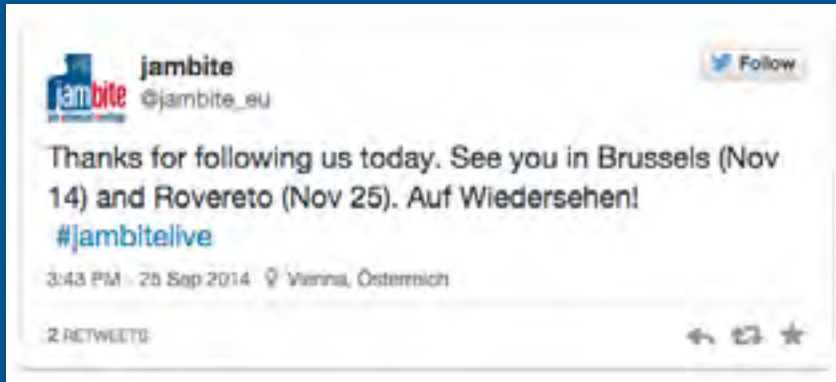 jambite
Follow
jambite
@jambite_eu
Thanks for following us today. See you in Brussels (Nov
14) and Rovereto (Nov 25). Auf Wiedersehen!
#jambitelive
3:43 PM - 25 Sep 2014 Vienna, Österreich
2 RETWEETS